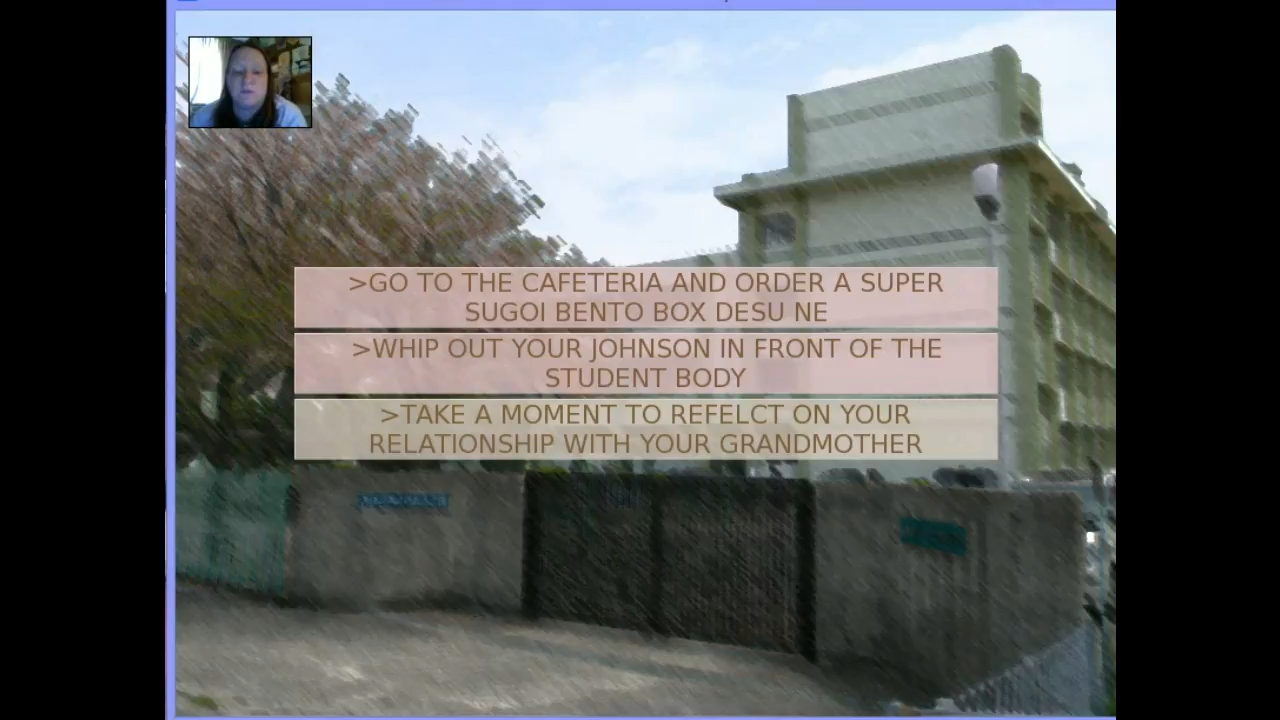 >GO TO THE CAFETERIA AND ORDER A SUPER
SUGOI BENTO BOX DESU NE
>WHIP OUT YOUR JOHNSON IN FRONT OF THE
STUDENT BODY
>TAKE A MOMENT TO REFELCT ON YOUR
RELATIONSHIP WITH YOUR GRANDMOTHER